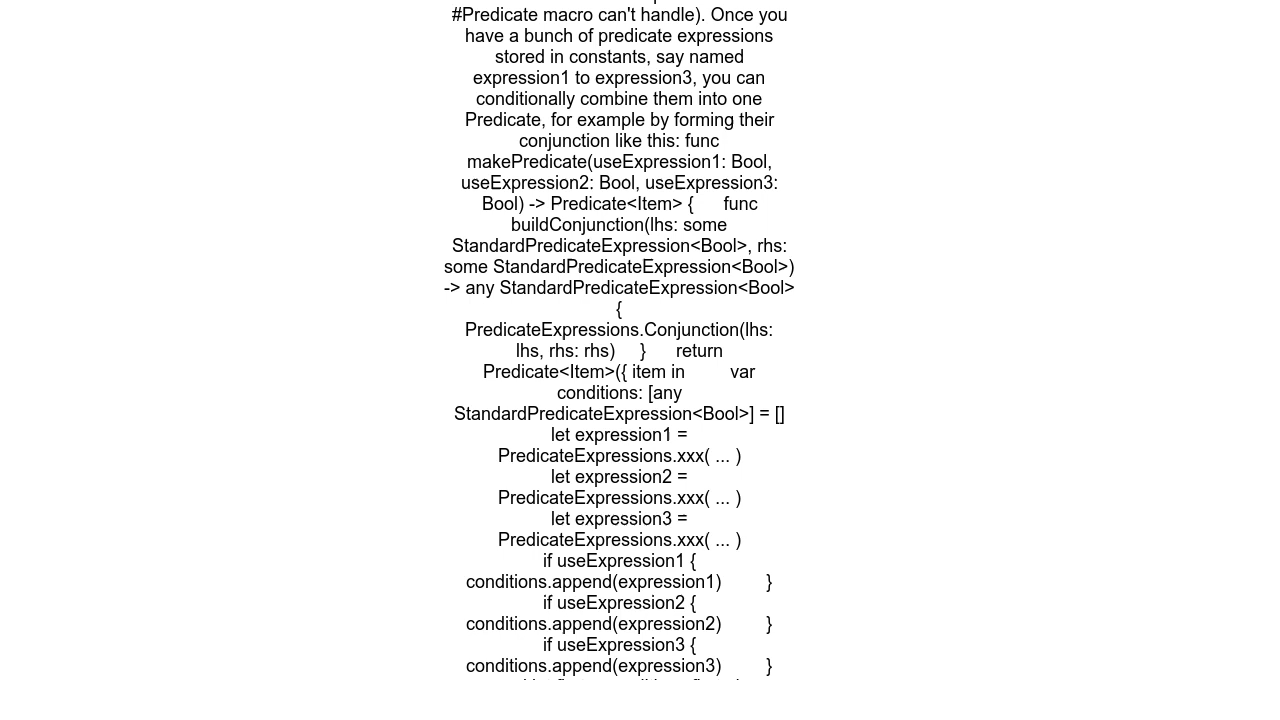 #Predicate macro can't handle). Once you
have a bunch of predicate expressions
stored in constants, say named
expression1 to expression3, you can
conditionally combine them into one
Predicate, for example by forming their
conjunction like this: func
makePredicate(useExpression1: Bool,
useExpression2: Bool, useExpression3:
Bool) -> Predicate<Item> { func
buildConjunction(lhs: some
StandardPredicateExpression<Bool>, rhs:
some StandardPredicateExpression<Bool>)
-> any StandardPredicateExpression<Bool>
{
PredicateExpressions.Conjunction(lhs:
lhs, rhs: rhs) } return
Predicate<Item>({ item in var
conditions: [any
StandardPredicateExpression<Bool>] = []
let expression1 =
PredicateExpressions.xxx( ... )
let expression2 =
PredicateExpressions.xxx( ... )
let expression3 =
PredicateExpressions.xxx( ... )
if useExpression1 {
conditions.append(expression1) }
if useExpression2 {
conditions.append(expression2) }
if useExpression3 {
conditions.append(expression3) }